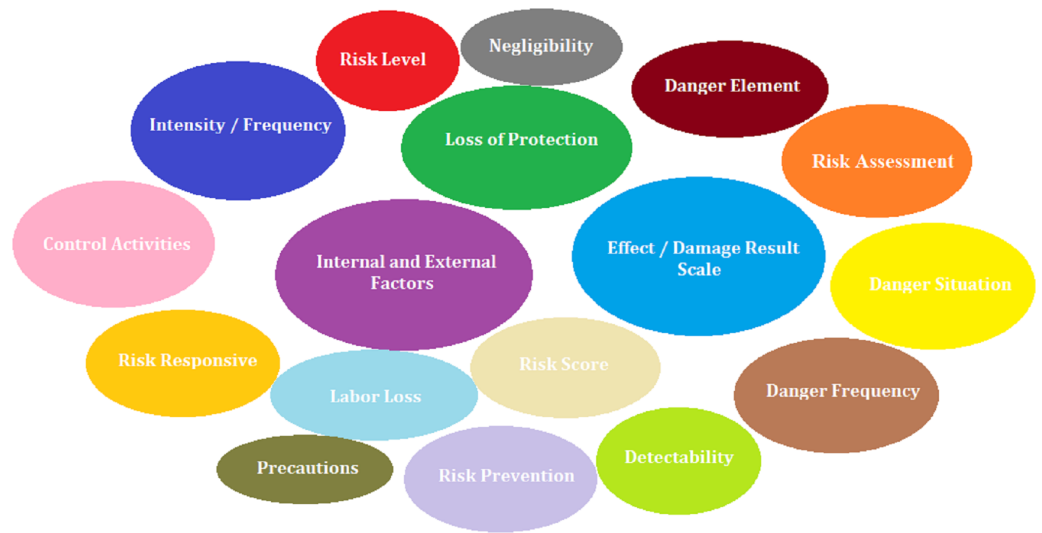 Negligibility
Risk Level
Danger Element
Intensity / Frequency
Loss of Protection
Risk Assessment
Control Activities
Internal and External
Factors
Effect / Damage Result
Scale
Danger Situation
Risk Responsive
Risk Score
Labor Loss
Danger Frequency
Precautions
Risk Prevention
Detectability